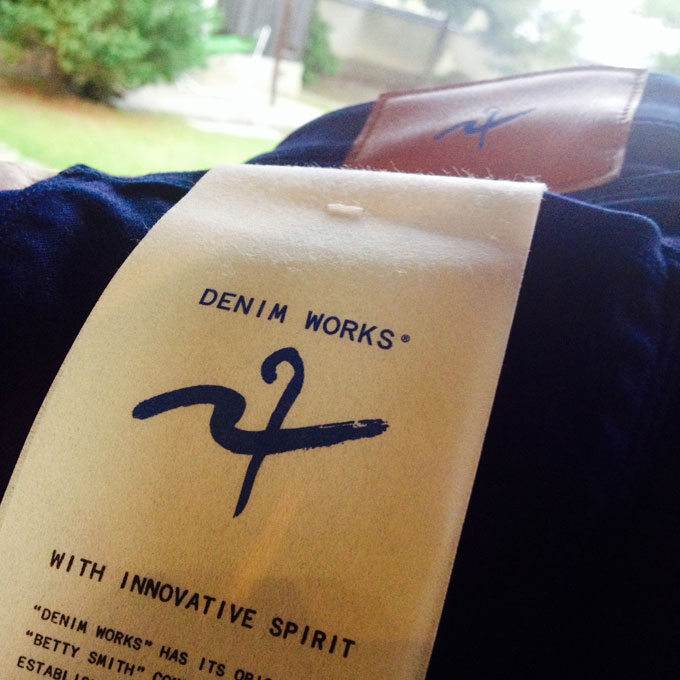 DENIM WORKS®
WITH INNOVATIVE SPIRIT
"DENIM WORKS" HAS ITS
"BETTY SMITH"